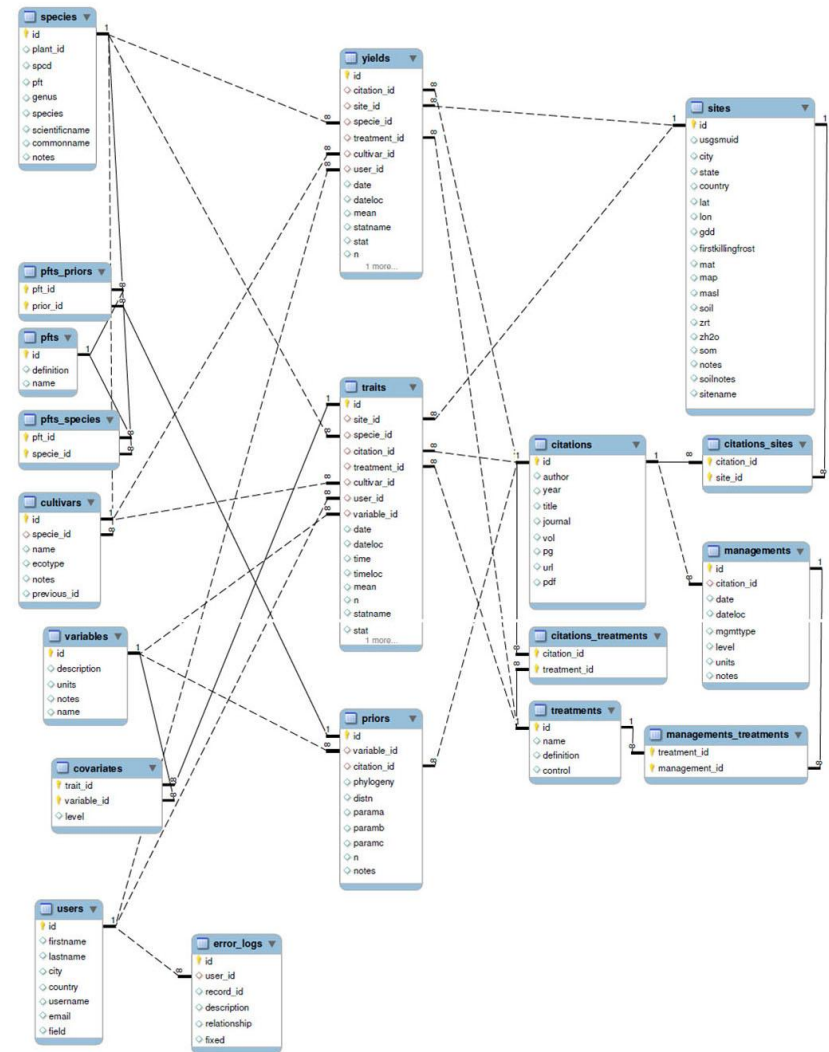 species
id
plant_id
spcd
pft
genus
species
scientificname
commonname
notes
pfts_priors
pft_id
prior_id
pfts
id
definition
name
pfts_species
pft_id
specie_id
cultivars
id
specie_id
name
ecotype
notes
previous_id
variables
id
description
units
notes
name
covariates
trait_id
variable_id
level
users
id
firstname
lastname
city
country
username
email
field
error_logs
id
user_id
record_id
description
relationship
fixed
yields
id
citation_id
site_id
specie_id
treatment_id
cultivar_id
user_id
date
dateloc
mean
statname
stat
n
1 more...
traits
id
site_id
specie_id
citation_id
treatment_id
cultivar_id
user_id
variable_id
date
dateloc
time
timeloc
mean
n
statname
stat
1 more...
priors
id
variable_id
citation_id
phylogeny
distn
parama
paramb
paramc
n
notes
citations
id
author
year
title
journal
vol
pg
url
pdf
citations_treatments
citation_id
treatment_id
treatments
id
name
definition
control
sites
id
usgsmuid
city
state
country
lat
lon
gdd
firstkillingfrost
mat
map
masl
soil
zrt
zh2o
som
notes
soilnotes
sitename
citations_sites
citation_id
site_id
managements
id
citation_id
date
dateloc
mgmttype
level
units
notes
managements_treatments
treatment_id
management_id